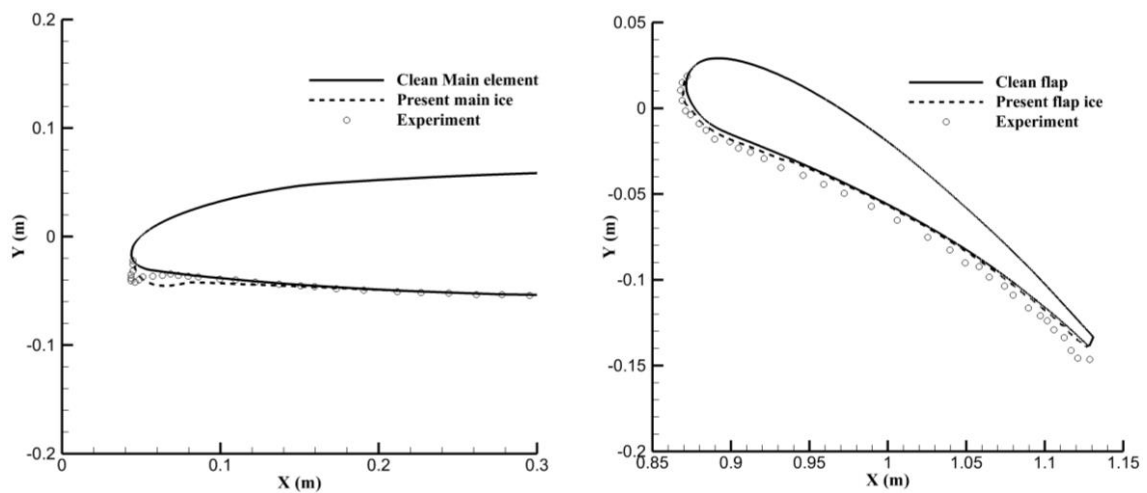 0.2
0.1
0
-0.1
-0.2
Y (m)
Clean Main element
Present main ice
Experiment
0
0.1
0.2
0.3
X (m)
0.05
0
-0.05
-0.1
-0.15
-0.2
Y (m)
Clean flap
Present flap ice
Experiment
0.85
0.9
0.95
1
1.05
1.1
1.15
X (m)